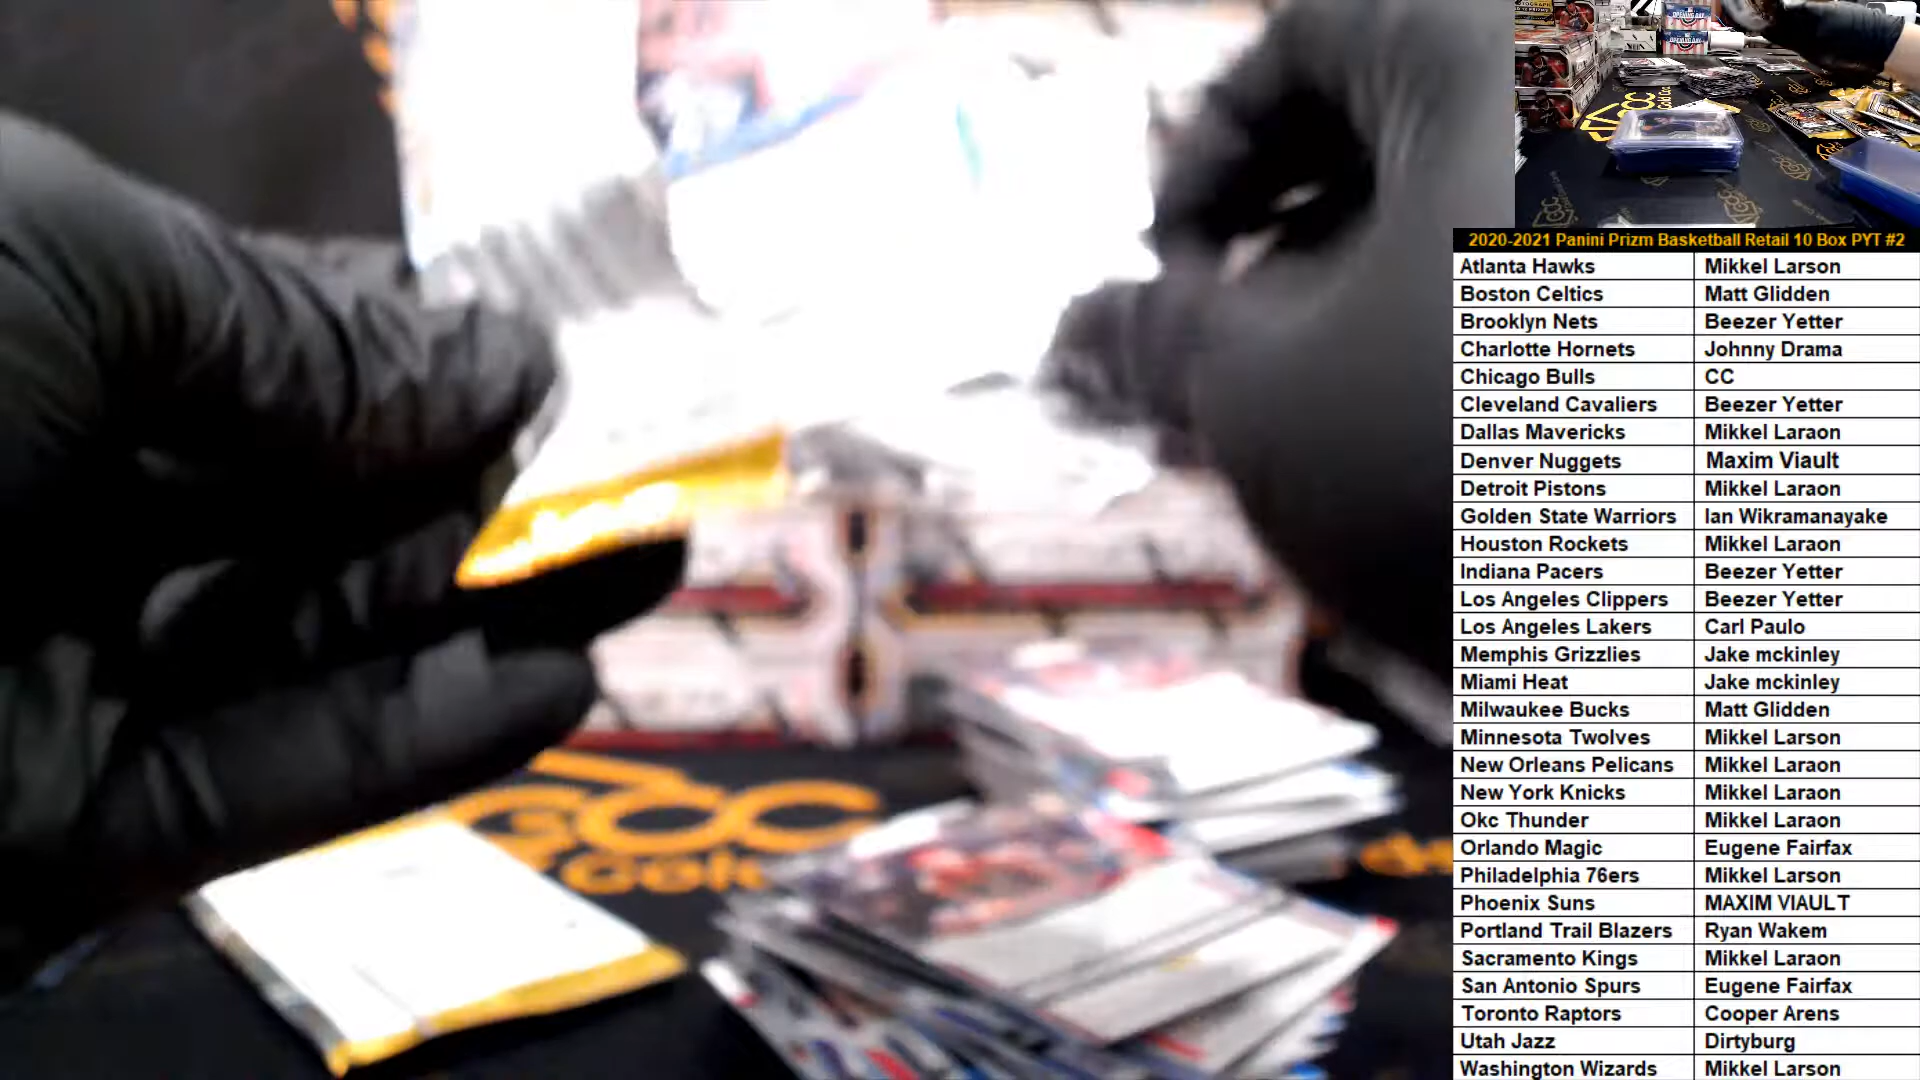 OPENING DAY
OPENING DAY
GCC
2020-2021 Panini Prizm Basketball Retail 10 Box PYT #2
Atlanta Hawks Mikkel Larson
Boston Celtics Matt Glidden
Brooklyn Nets Beezer Yetter
Charlotte Hornets Johnny Drama
Chicago Bulls CC
Cleveland Cavaliers Beezer Yetter
Dallas Mavericks Mikkel Laraon
Denver Nuggets Maxim Viault
Detroit Pistons Mikkel Laraon
Golden State Warriors Ian Wikramanayake
Houston Rockets Mikkel Laraon
Indiana Pacers Beezer Yetter
Los Angeles Clippers Beezer Yetter
Los Angeles Lakers Carl Paulo
Memphis Grizzlies Jake mckinley
Miami Heat Jake mckinley
Milwaukee Bucks Matt Glidden
Minnesota Twolves Mikkel Larson
New Orleans Pelicans Mikkel Laraon
New York Knicks Mikkel Laraon
Okc Thunder Mikkel Laraon
Orlando Magic Eugene Fairfax
Philadelphia 76ers Mikkel Larson
Phoenix Suns MAXIM VIAULT
Portland Trail Blazers Ryan Wakem
Sacramento Kings Mikkel Laraon
San Antonio Spurs Eugene Fairfax
Toronto Raptors Cooper Arens
Utah Jazz Dirtyburg
Washington Wizards Mikkel Larson
GCC